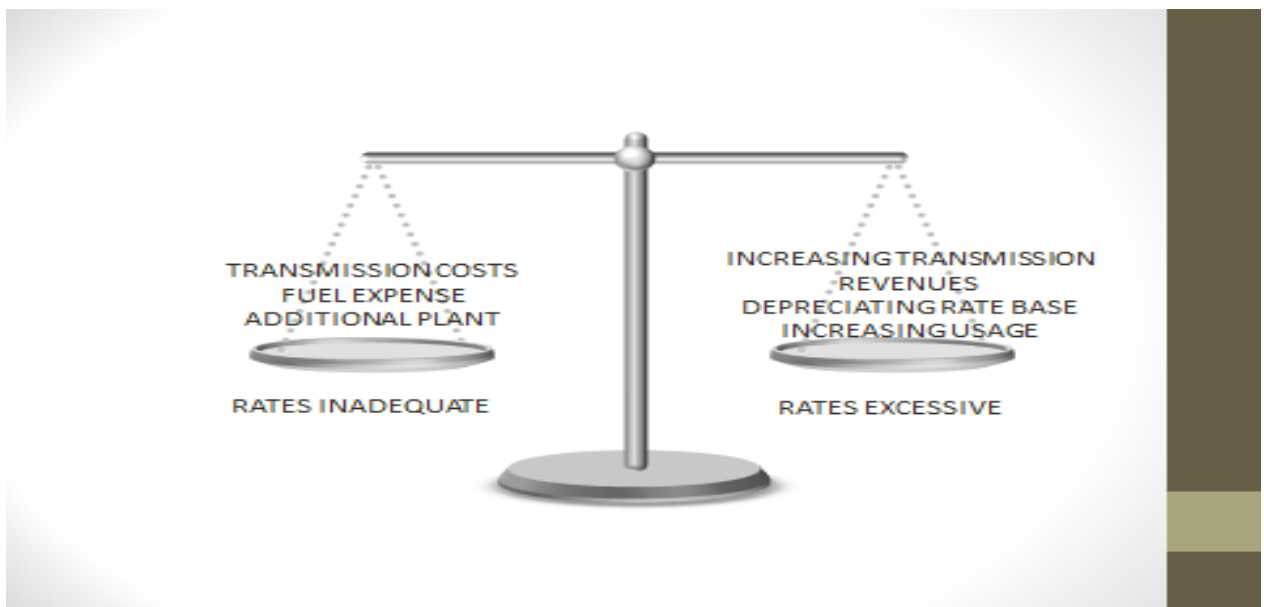 TRANSMISSION COSTS
FUEL EXPENSE
ADDITIONAL PLANT
RATES INADEQUATE
INCREASING TRANSMISSION
REVENUES
DEPRECIATING RATE BASE
INCREASING USAGE
RATES EXCESSIVE